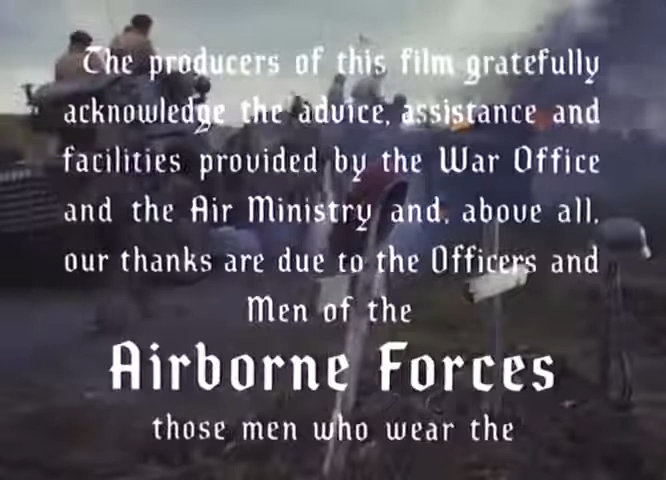 The producers of this film gratefully
acknowledge the advice, assistance and
facilities provided by the War Office
and the Air Ministry and, above all,
our thanks are due to the Officers and
Men of the
Airborne Forces
those men who wear the